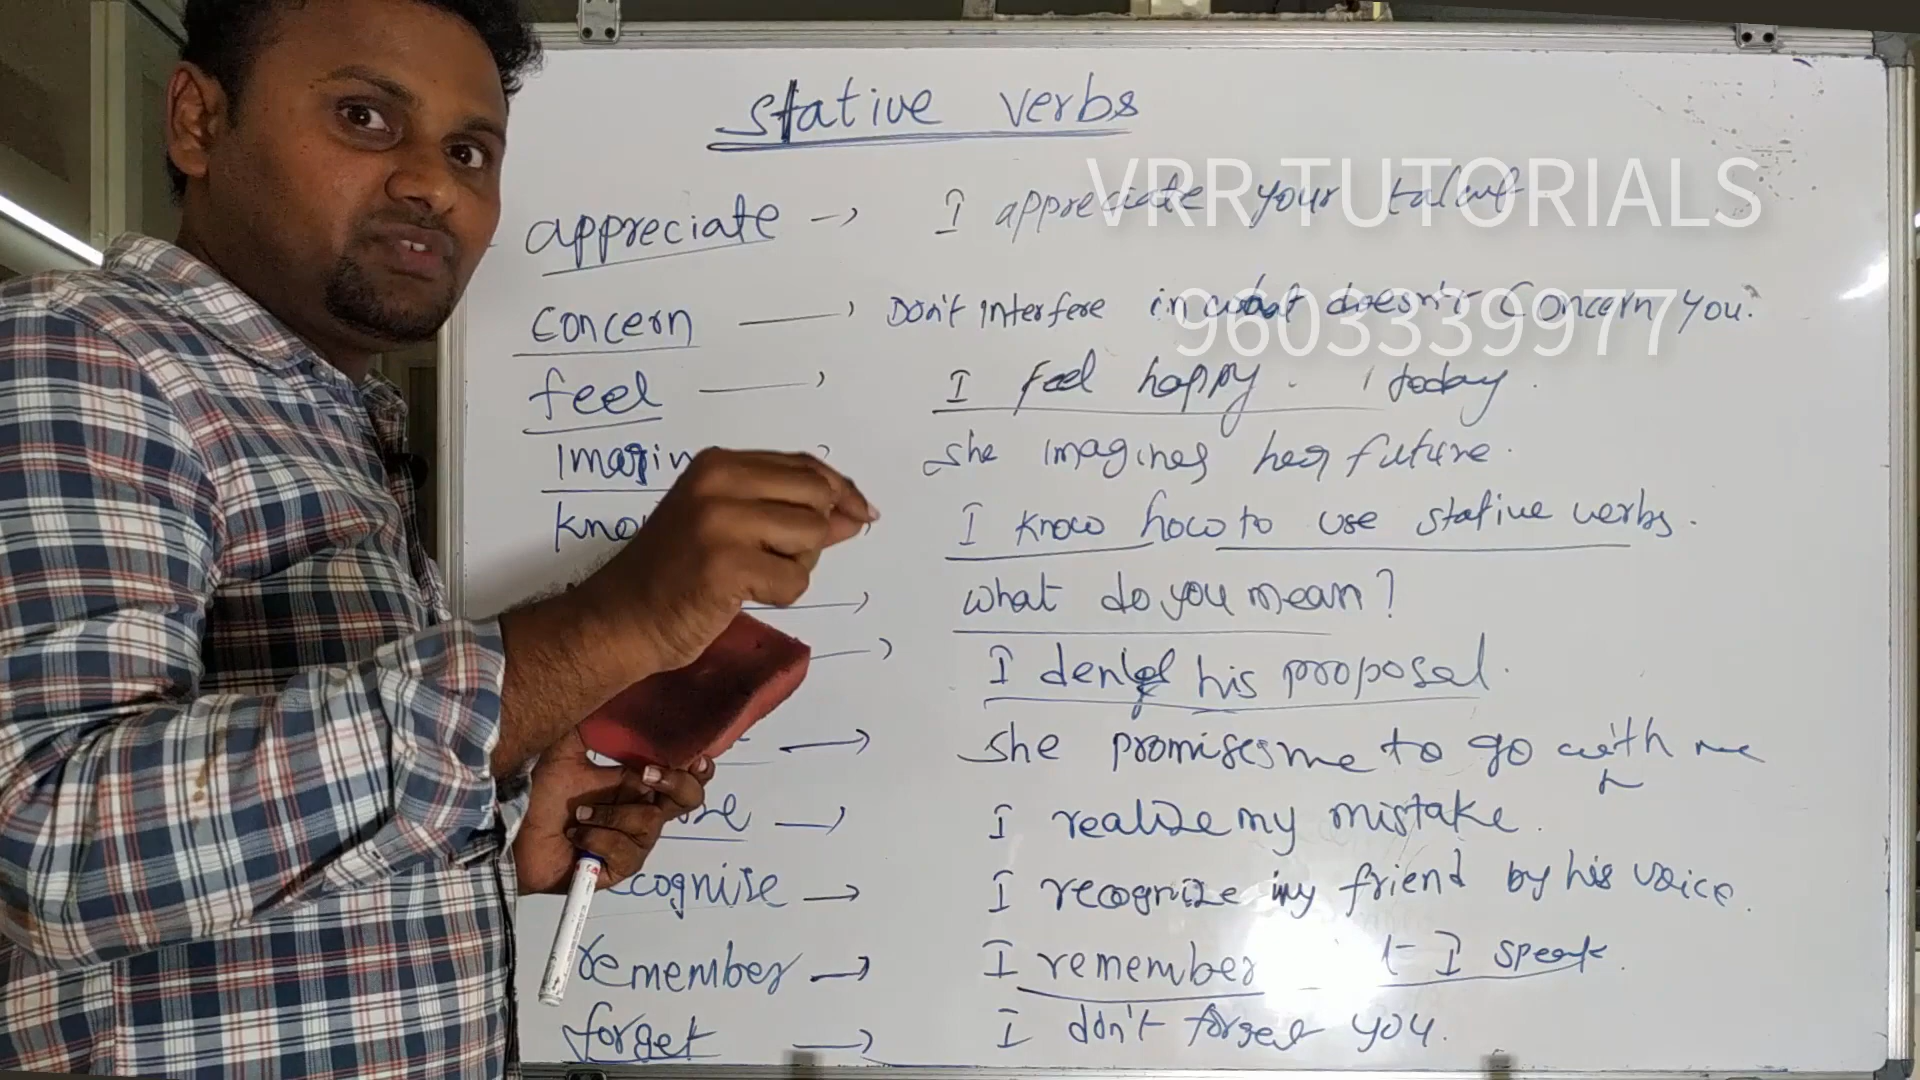 stative verbs
VRR TUTORIALS
appreciate -> I appreciate your talent
9603339977
concern -> Don't interfere in what doesn't concern you.
feel -> I feel happy. today.
Imagin -> she imagines her future.
kno I know how to use stative verbs.
-> what do you mean?
-> I his proposal.
-> she promises me to go with me
-> I realize my mistake.
cognize -> I recognize my friend by his voice.
remember -> I remember I speak.
forget -> I don't forget you.